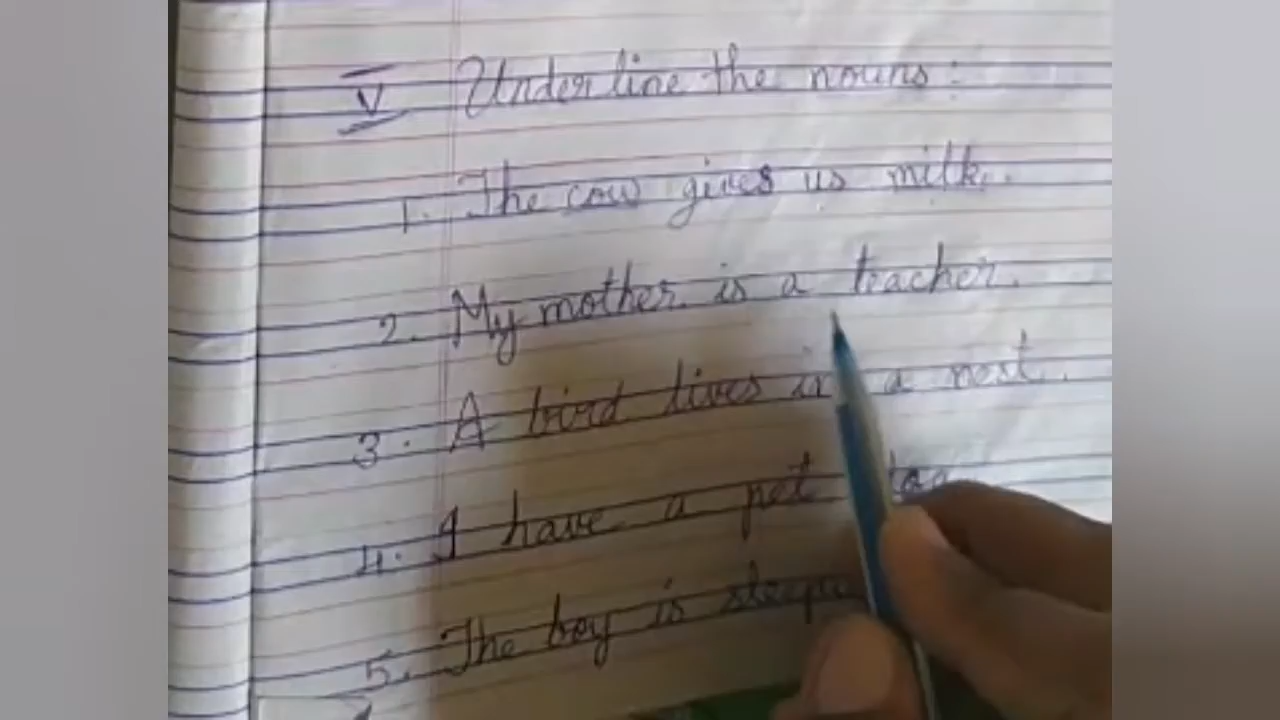 V Underline the nouns:
1. The cow gives us milk.
2. My mother is a teacher.
3. A bird lives in a nest.
4. I have a pet
5. The boy is